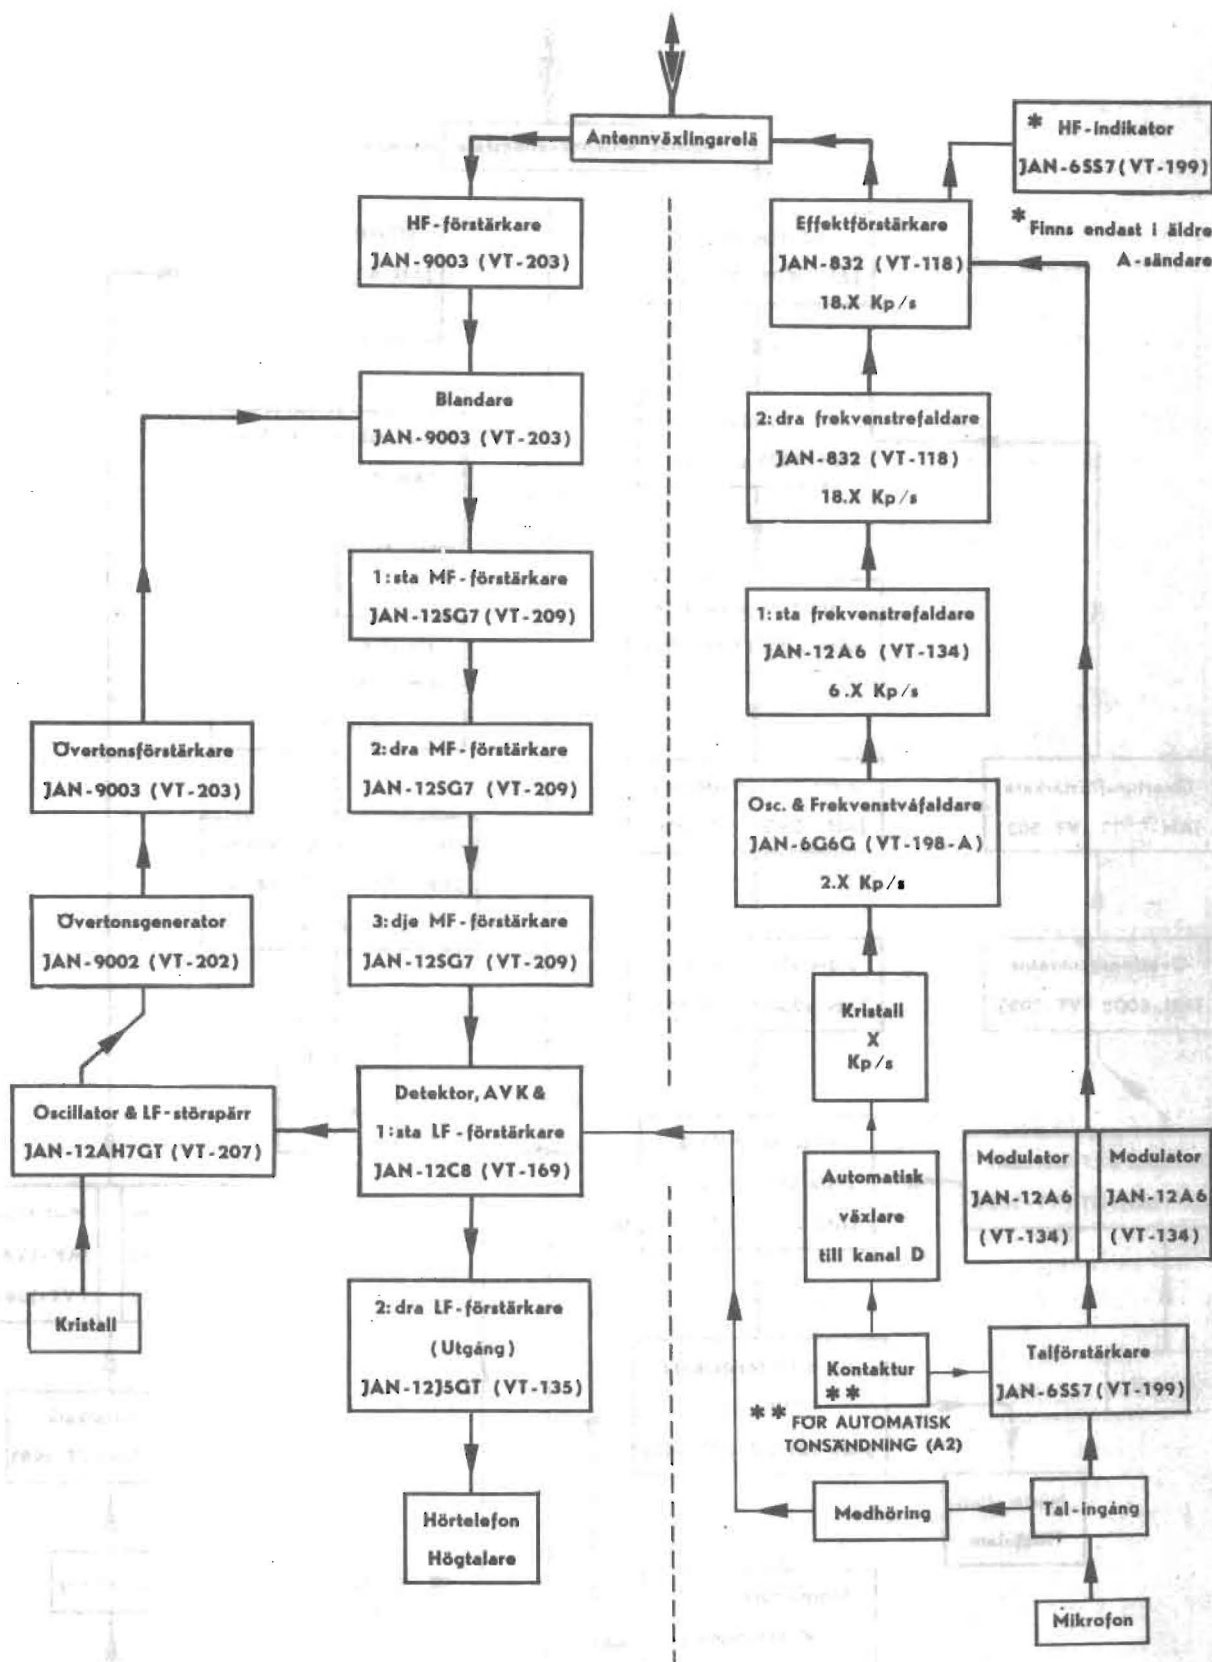 Antennväxlingsrelä
* HF-indikator
JAN-6SS7 (VT-199)
* Finns endast i äldre
A-sändare
HF-förstärkare
JAN-9003 (VT-203)
Effektförstärkare
JAN-832 (VT-118)
18.X Kp/s
Blandare
JAN-9003 (VT-203)
2:dra frekvenstrefaldare
JAN-832 (VT-118)
18.X Kp/s
1:sta MF-förstärkare
JAN-12SG7 (VT-209)
1:sta frekvenstrefaldare
JAN-12A6 (VT-134)
6.X Kp/s
Övertonsförstärkare
JAN-9003 (VT-203)
2:dra MF-förstärkare
JAN-12SG7 (VT-209)
Osc. & Frekvenstvåfaldare
JAN-6G6G (VT-198-A)
2.X Kp/s
Övertonsgenerator
JAN-9002 (VT-202)
3:dje MF-förstärkare
JAN-12SG7 (VT-209)
Kristall
X
Kp/s
Oscillator & LF-störspärr
JAN-12AH7GT (VT-207)
Detektor, AVK &
1:sta LF-förstärkare
JAN-12C8 (VT-169)
Automatisk
växlare
till kanal D
Modulator
JAN-12A6
(VT-134)
Modulator
JAN-12A6
(VT-134)
Kristall
2:dra LF-förstärkare
(Utgång)
JAN-12J5GT (VT-135)
Kontaktur
**
Talförstärkare
JAN-6SS7 (VT-199)
** FÖR AUTOMATISK
TONSÄNDNING (A2)
Hörtelefon
Högtalare
Medhöring
Tal-ingång
Mikrofon